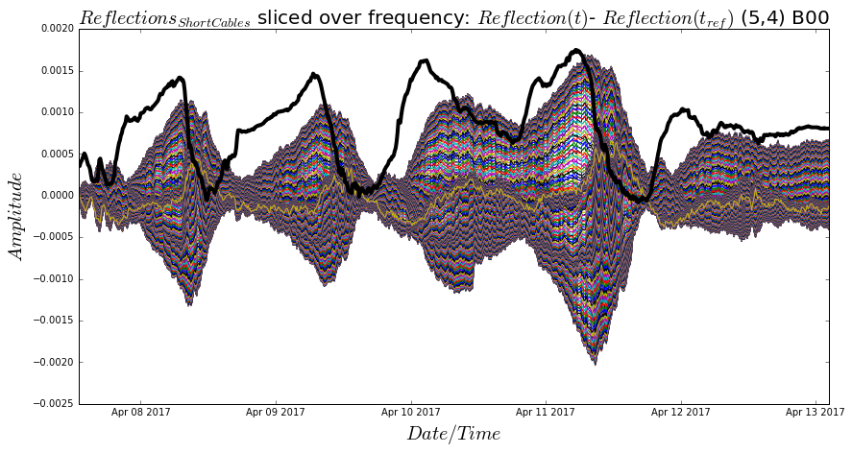 Reflections_ShortCables sliced over frequency: Reflection(t)- Reflection(t_ref) (5,4) B00
0.0020
0.0015
0.0010
0.0005
0.0000
−0.0005
−0.0010
−0.0015
−0.0020
−0.0025
Amplitude
Apr 08 2017 Apr 09 2017 Apr 10 2017 Apr 11 2017 Apr 12 2017 Apr 13 2017
Date/Time